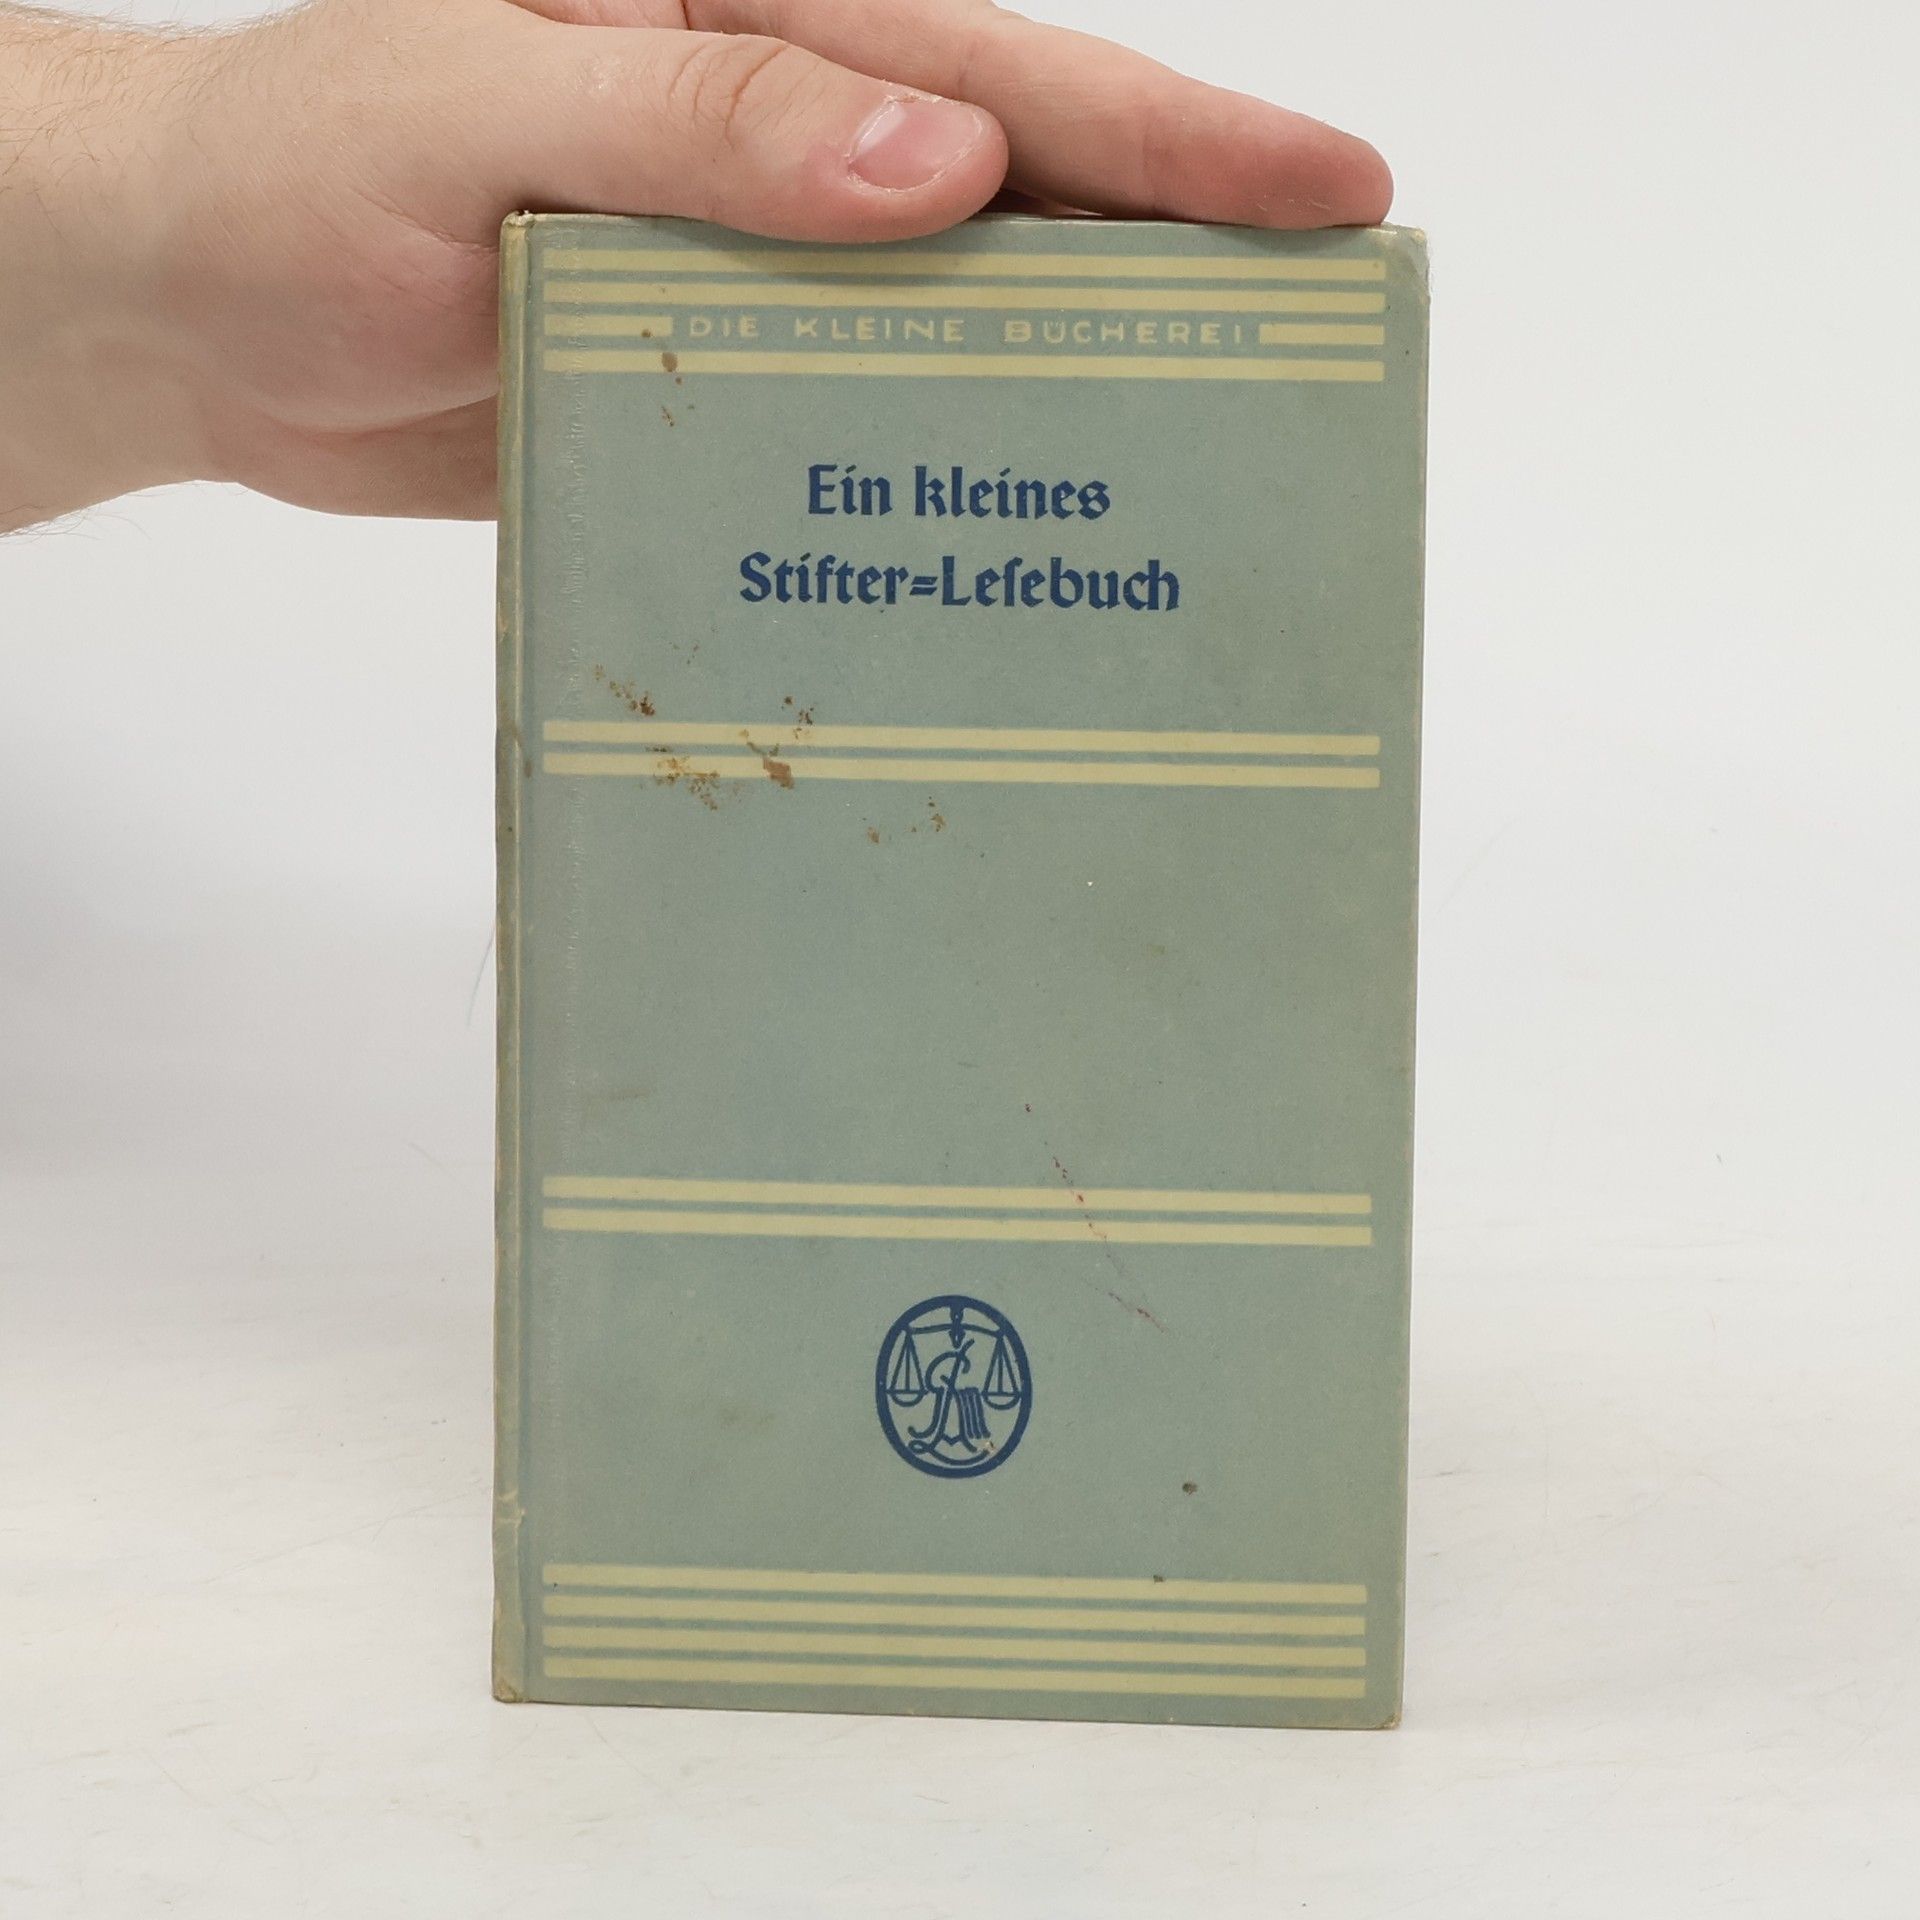 DIE KLEINE BÜCHEREI
Ein kleines
Stifter=Leſebuch